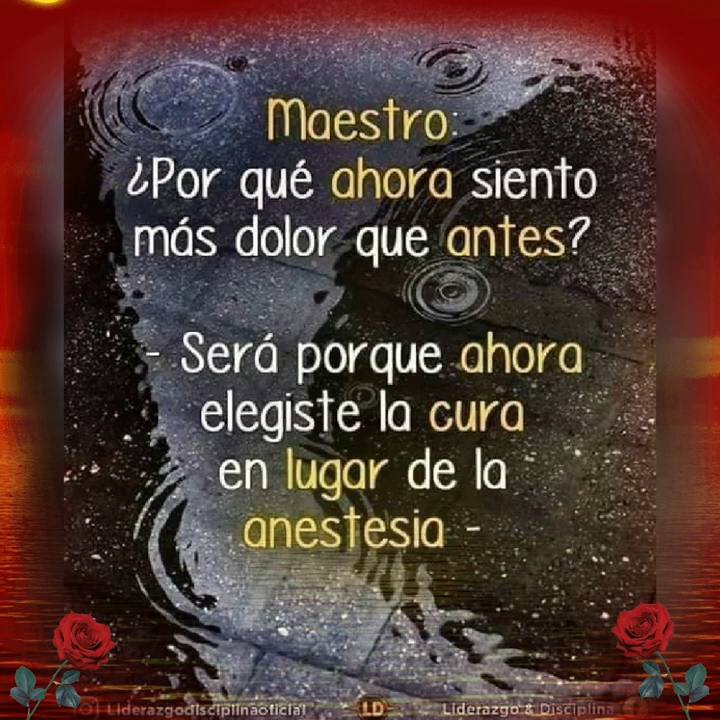 Maestro:
¿Por qué ahora siento
más dolor que antes?
- Será porque ahora
elegiste la cura
en lugar de la
anestesia -
Liderazgodisciplinaoficial LD Liderazgo & Disciplina